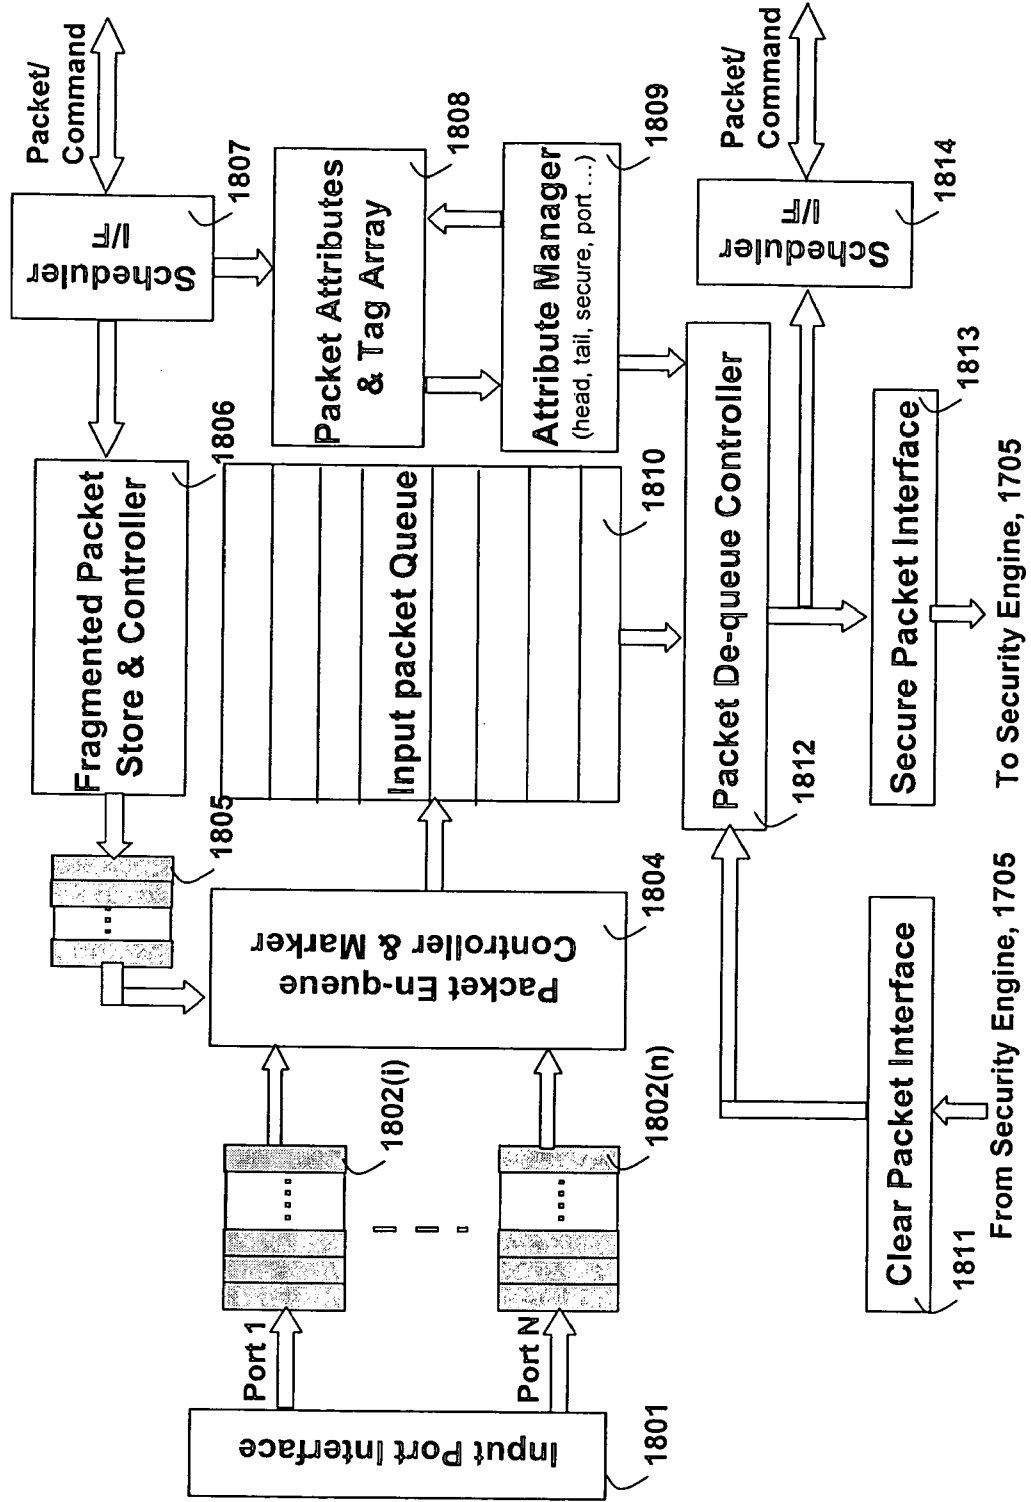 Input Port Interface
1801
Port 1
Port N
1802(i)
1802(n)
Packet En-queue
Controller & Marker
1804
1805
Fragmented Packet
Store & Controller
1806
Scheduler
I/F
1807
Packet/
Command
Input packet Queue
1810
Packet Attributes
& Tag Array
1808
Attribute Manager
(head, tail, secure, port ...)
1809
Packet De-queue Controller
1812
Scheduler
I/F
1814
Packet/
Command
Clear Packet Interface
1811
From Security Engine, 1705
Secure Packet Interface
1813
To Security Engine, 1705